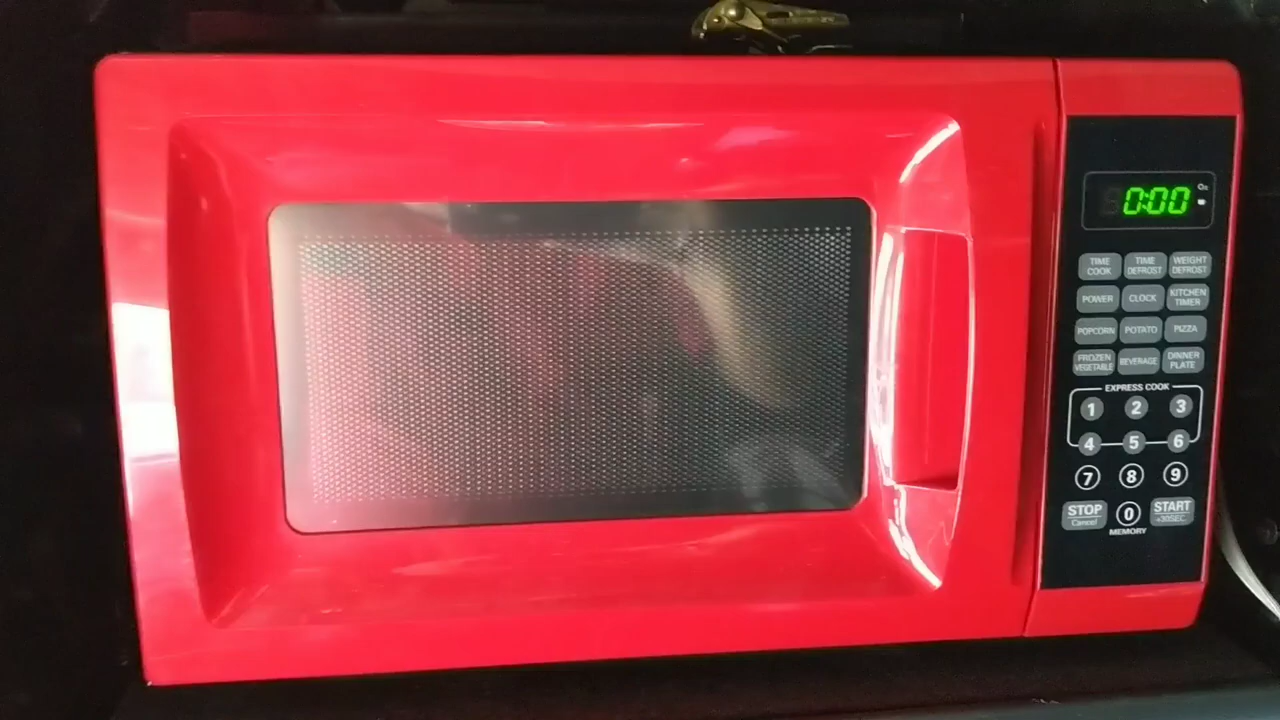 0:00
On
TIME COOK
TIME DEFROST
WEIGHT DEFROST
POWER
CLOCK
KITCHEN TIMER
POPCORN
POTATO
PIZZA
FROZEN VEGETABLE
BEVERAGE
DINNER PLATE
EXPRESS COOK
1 2 3
4 5 6
7 8 9
STOP Cancel
0
START +30SEC.
MEMORY